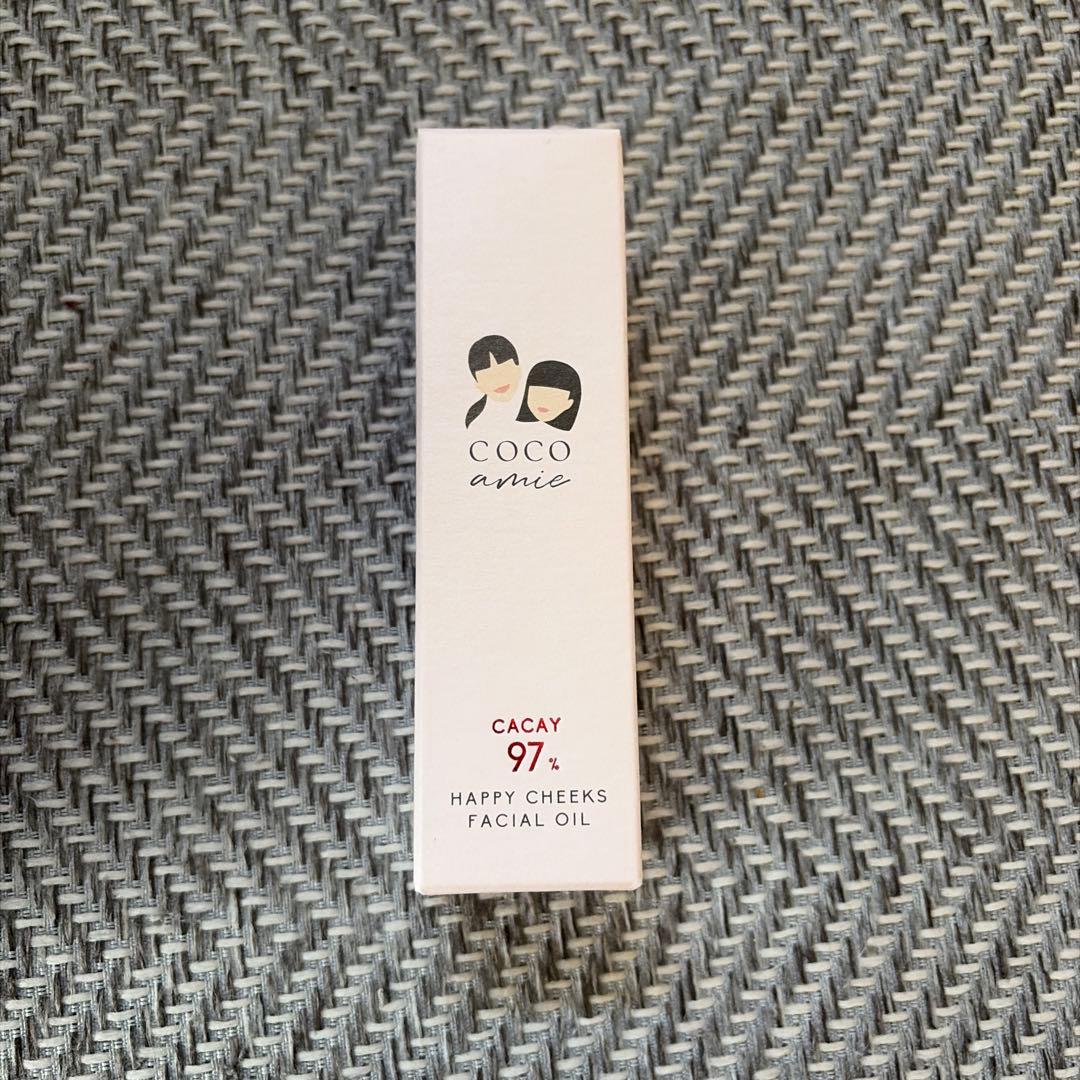 COCO
amie
CACAY
97%
HAPPY CHEEKS
FACIAL OIL